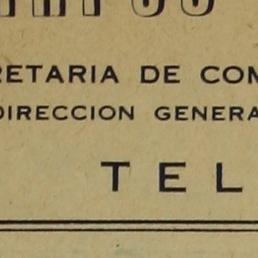 RETARIA DE COM
DIRECCION GENERA
TEL